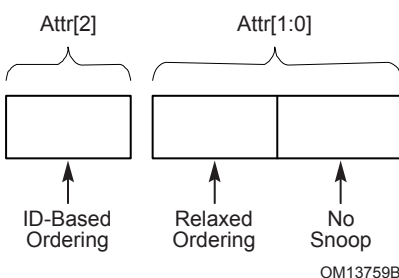 Attr[2] Attr[1:0]
ID-Based Relaxed No
Ordering Ordering Snoop
OM13759B